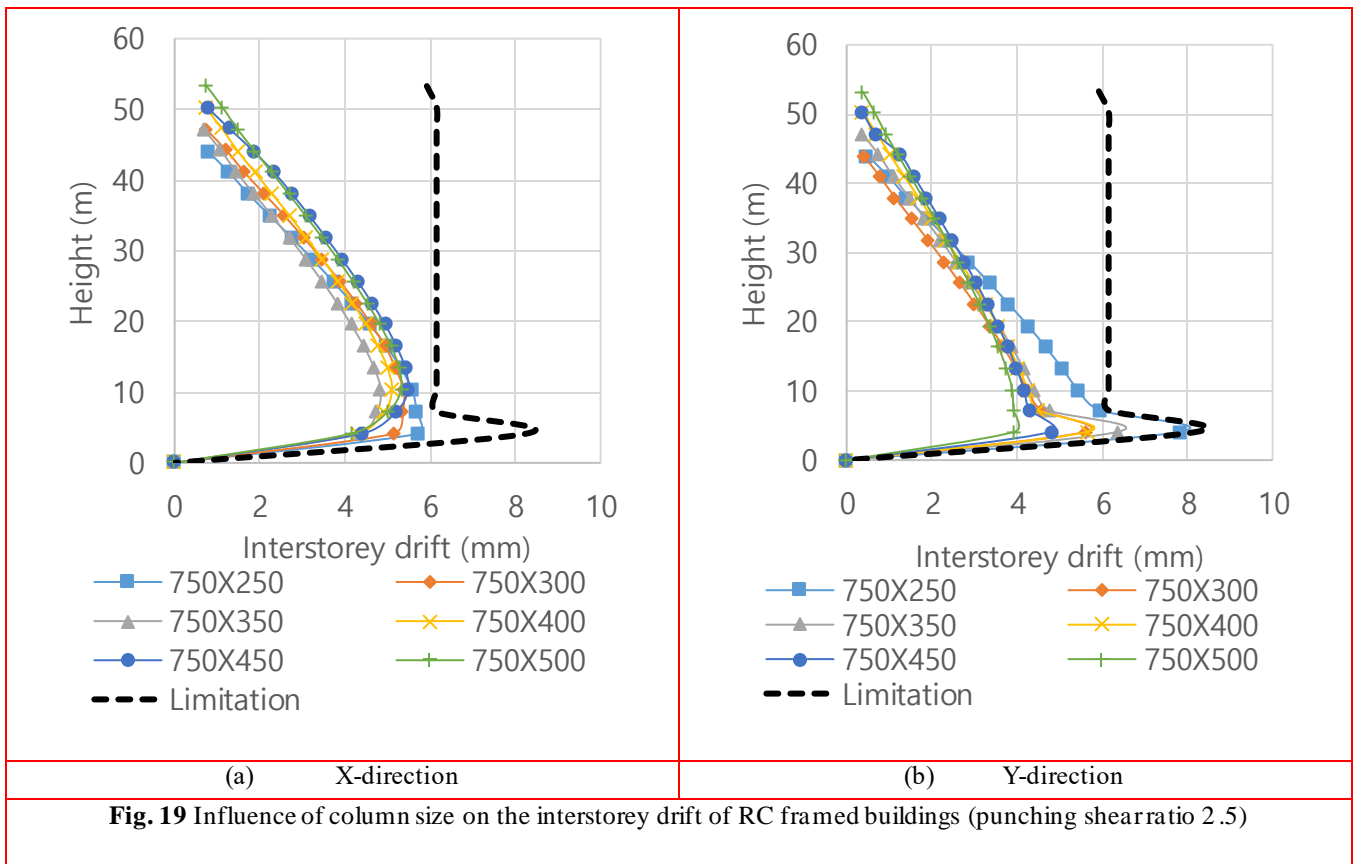 60
50
40
30
20
10
0
Height (m)
0 2 4 6 8 10
Interstorey drift (mm)
750X250 750X300
750X350 750X400
750X450 750X500
Limitation
60
50
40
30
20
10
0
Height (m)
0 2 4 6 8 10
Interstorey drift (mm)
750X250 750X300
750X350 750X400
750X450 750X500
Limitation
(a) X-direction
(b) Y-direction
Fig. 19 Influence of column size on the interstorey drift of RC framed buildings (punching shear ratio 2.5)